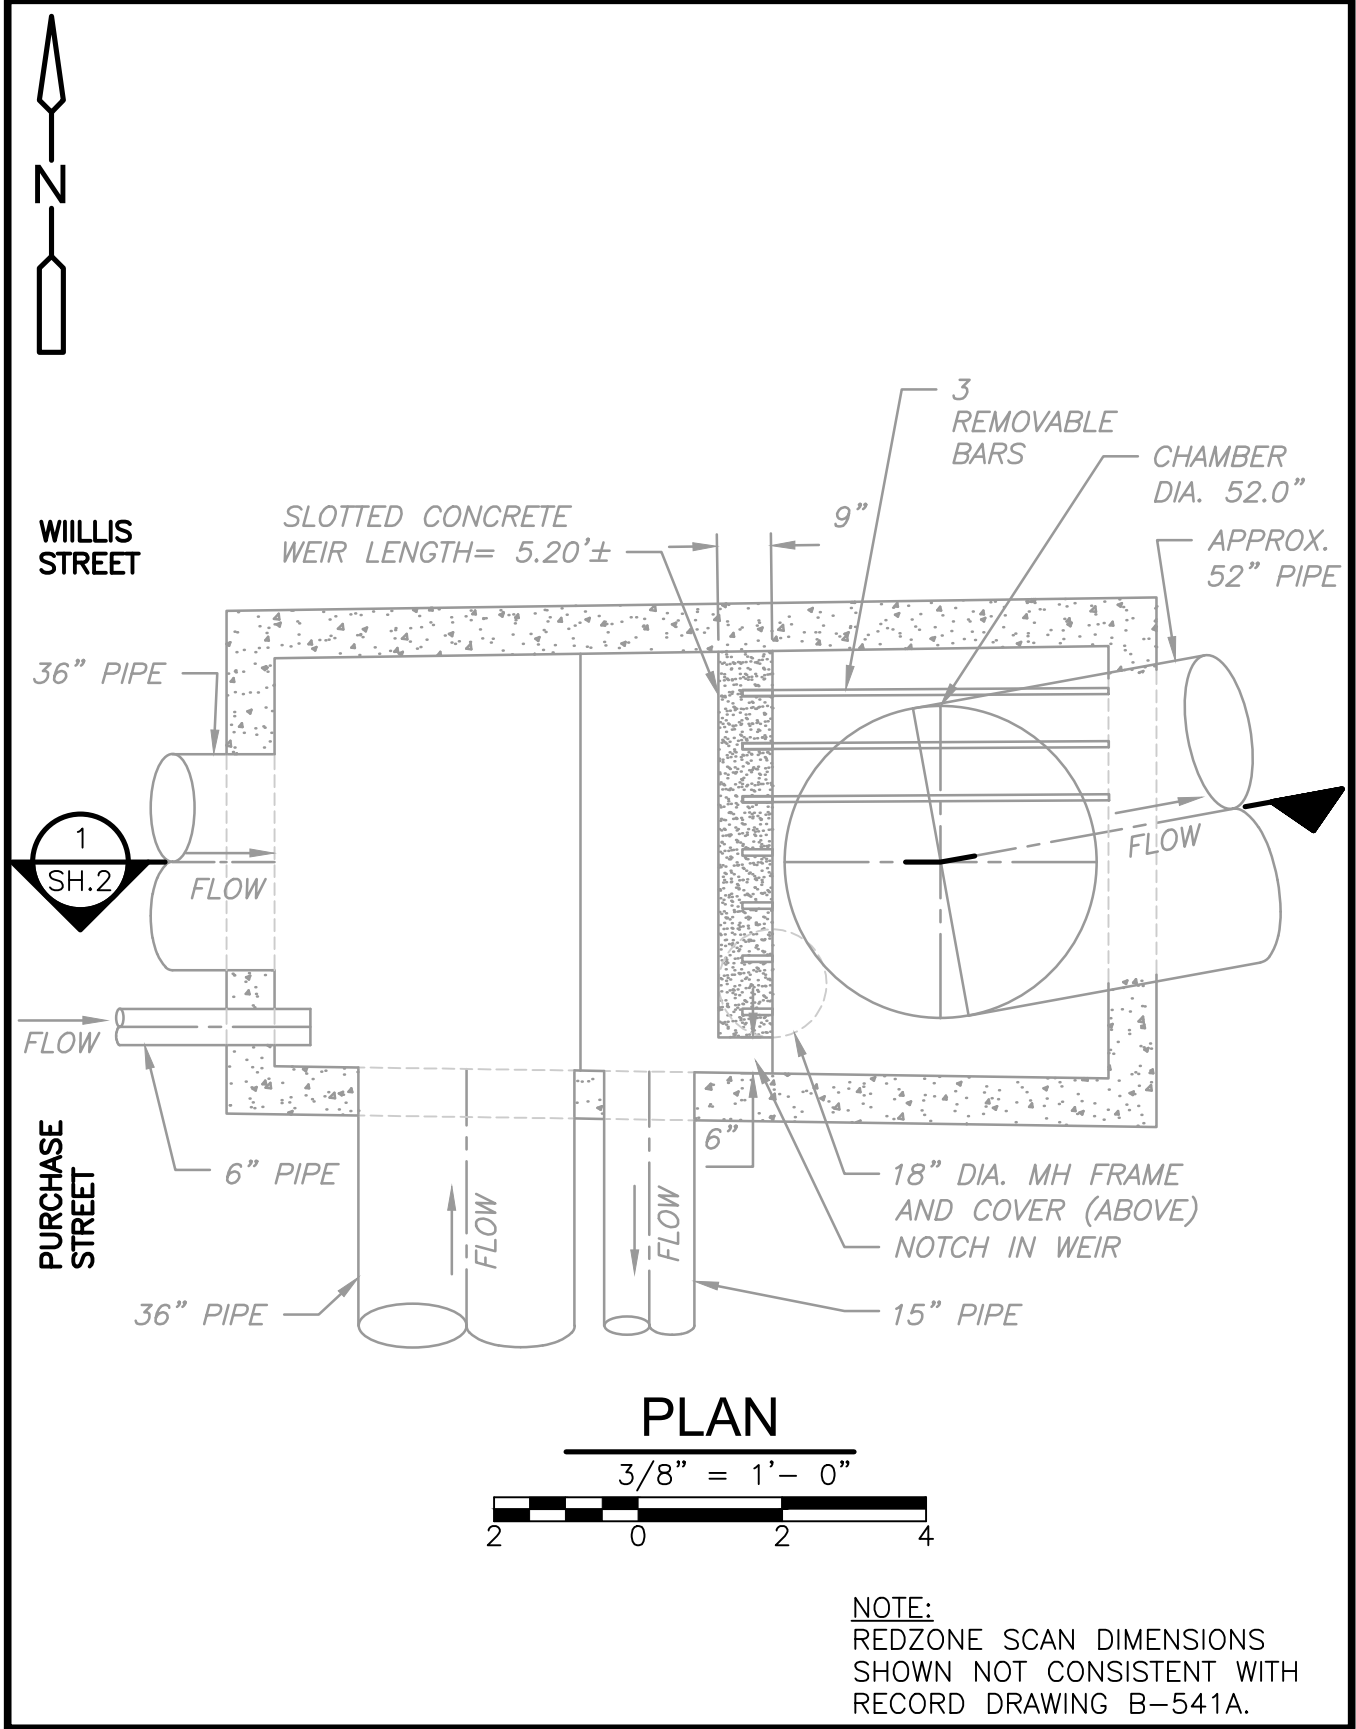 N
3
REMOVABLE
BARS
CHAMBER
DIA. 52.0”
SLOTTED CONCRETE
WEIR LENGTH= 5.20’±
9”
APPROX.
52” PIPE
WIILLIS
STREET
36” PIPE
1
SH.2
FLOW
FLOW
FLOW
6” PIPE
PURCHASE
STREET
6”
18” DIA. MH FRAME
AND COVER (ABOVE)
NOTCH IN WEIR
FLOW
FLOW
36” PIPE
15” PIPE
PLAN
3/8” = 1’– 0”
2 0 2 4
NOTE:
REDZONE SCAN DIMENSIONS
SHOWN NOT CONSISTENT WITH
RECORD DRAWING B–541A.